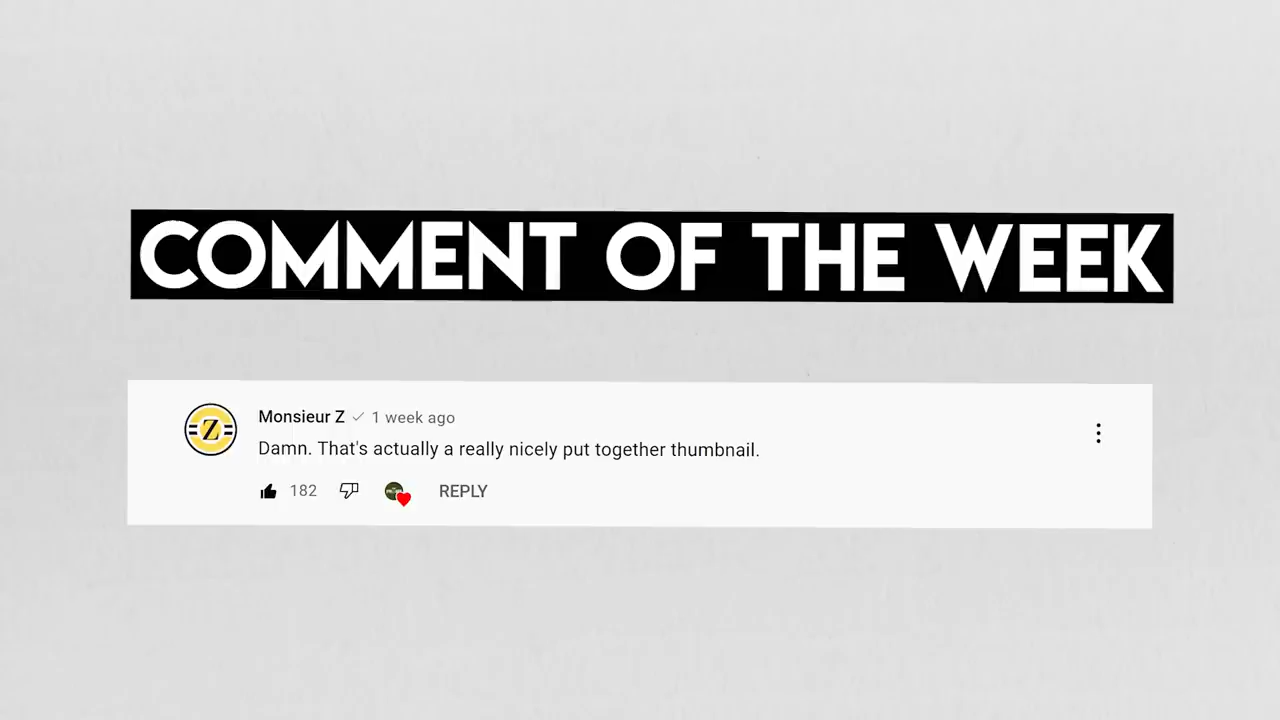 COMMENT OF THE WEEK
Z
Monsieur Z 1 week ago
Damn. That's actually a really nicely put together thumbnail.
182 REPLY